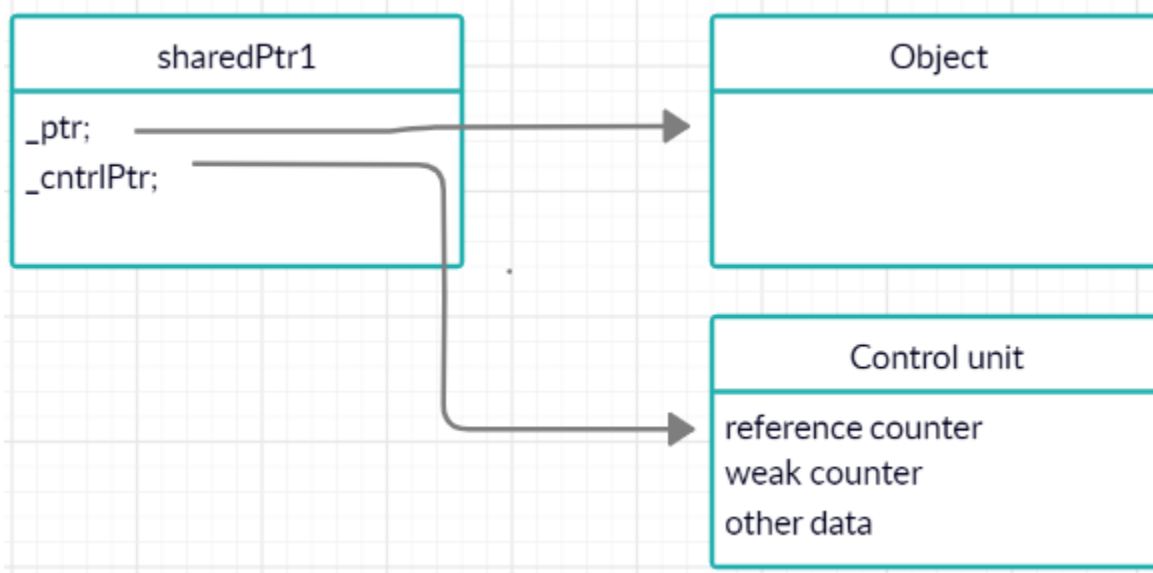 sharedPtr1
_ptr;
_cntrlPtr;
Object
Control unit
reference counter
weak counter
other data